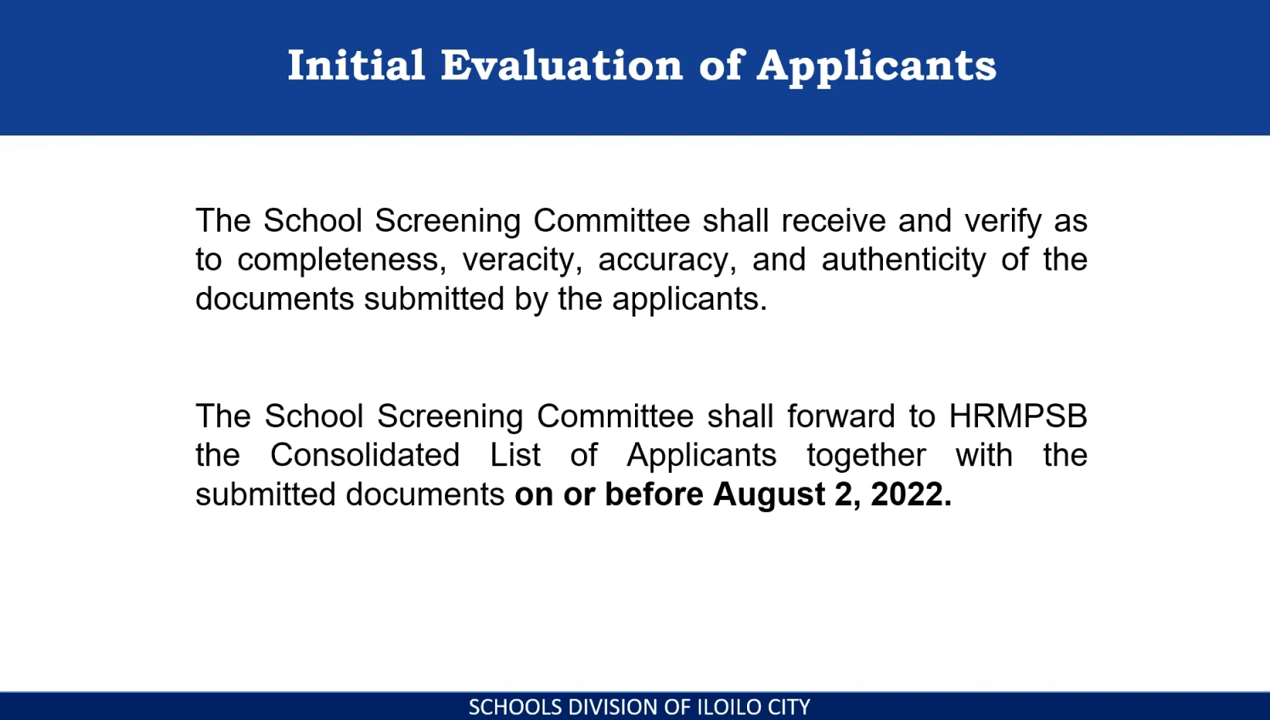 Initial Evaluation of Applicants
The School Screening Committee shall receive and verify as
to completeness, veracity, accuracy, and authenticity of the
documents submitted by the applicants.
The School Screening Committee shall forward to HRMPSB
the Consolidated List of Applicants together with the
submitted documents on or before August 2, 2022.
SCHOOLS DIVISION OF ILOILO CITY